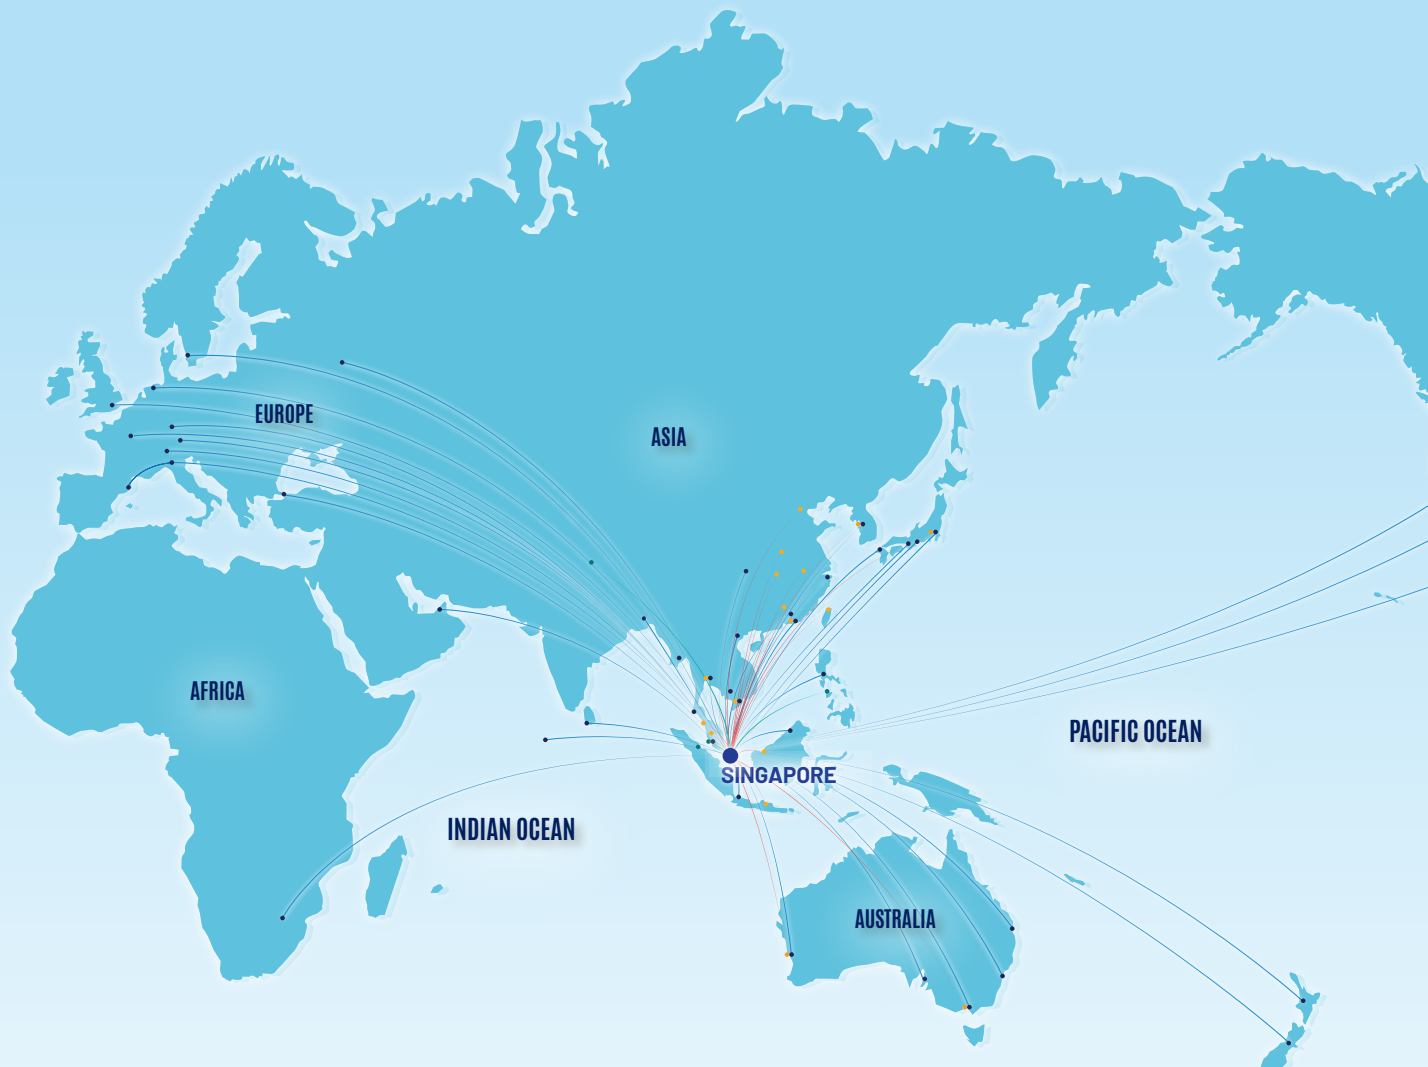 EUROPE
ASIA
AFRICA
PACIFIC OCEAN
SINGAPORE
INDIAN OCEAN
AUSTRALIA